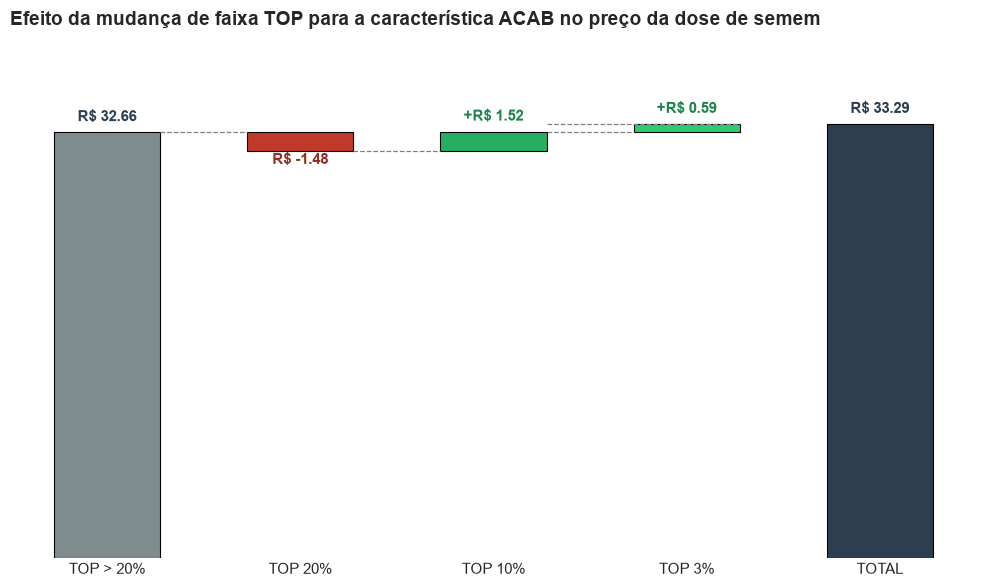 Efeito da mudança de faixa TOP para a característica ACAB no preço da dose de semem
R$ 32.66
R$ -1.48
+R$ 1.52
+R$ 0.59
R$ 33.29
TOP > 20%
TOP 20%
TOP 10%
TOP 3%
TOTAL